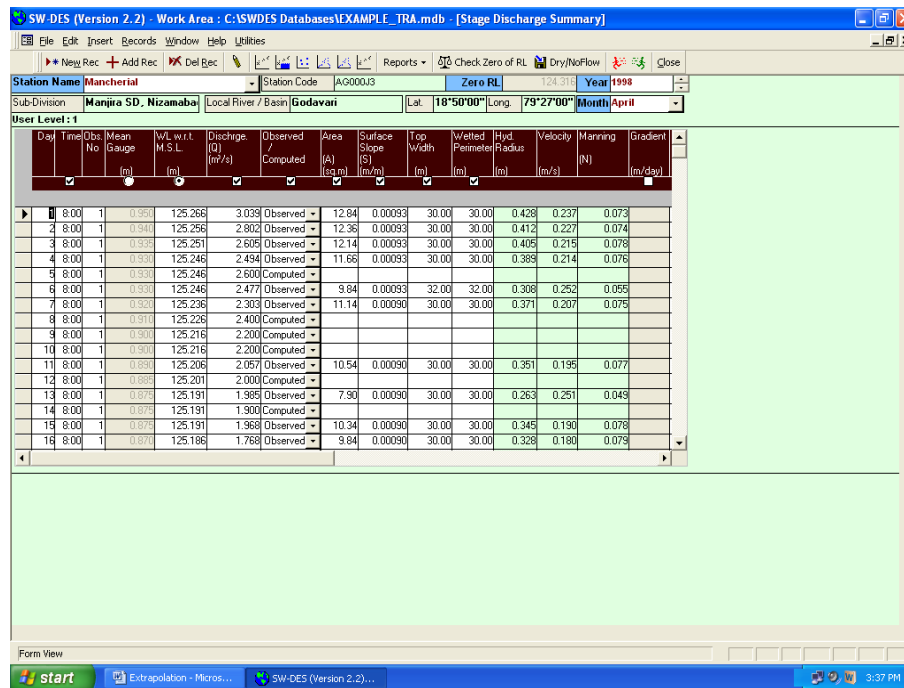 SW-DES (Version 2.2) - Work Area : C:\SWDES Databases\EXAMPLE_TRA.mdb - [Stage Discharge Summary]
File Edit Insert Records Window Help Utilities
New Rec Add Rec Del Rec Reports Check Zero of RL Dry/NoFlow Close
Station Name Mancherial Station Code AG000J3 Zero RL 124.316 Year 1998
Sub-Division Manjira SD, Nizamaba Local River / Basin Godavari Lat. 18°50'00" Long. 79°27'00" Month April
User Level : 1
Day Time Obs. Mean WL w.r.t. Dischrge. Observed Area Surface Top Wetted Hyd. Velocity Manning Gradient
No Gauge M.S.L. (Q) / Slope Width Perimeter Radius
(m³/s) Computed (A) (S) (N)
(m) (m) (sq.m) (m/m) (m) (m) (m) (m/s) (m/day)
1 8:00 1 0.950 125.266 3.039 Observed 12.84 0.00093 30.00 30.00 0.428 0.237 0.073
2 8:00 1 0.940 125.256 2.802 Observed 12.36 0.00093 30.00 30.00 0.412 0.227 0.074
3 8:00 1 0.935 125.251 2.605 Observed 12.14 0.00093 30.00 30.00 0.405 0.215 0.078
4 8:00 1 0.930 125.246 2.494 Observed 11.66 0.00093 30.00 30.00 0.389 0.214 0.076
5 8:00 1 0.930 125.246 2.600 Computed
6 8:00 1 0.930 125.246 2.477 Observed 9.84 0.00093 32.00 32.00 0.308 0.252 0.055
7 8:00 1 0.920 125.236 2.303 Observed 11.14 0.00090 30.00 30.00 0.371 0.207 0.075
8 8:00 1 0.910 125.226 2.400 Computed
9 8:00 1 0.900 125.216 2.200 Computed
10 8:00 1 0.900 125.216 2.200 Computed
11 8:00 1 0.890 125.206 2.057 Observed 10.54 0.00090 30.00 30.00 0.351 0.195 0.077
12 8:00 1 0.885 125.201 2.000 Computed
13 8:00 1 0.875 125.191 1.985 Observed 7.90 0.00090 30.00 30.00 0.263 0.251 0.049
14 8:00 1 0.875 125.191 1.900 Computed
15 8:00 1 0.875 125.191 1.968 Observed 10.34 0.00090 30.00 30.00 0.345 0.190 0.078
16 8:00 1 0.870 125.186 1.768 Observed 9.84 0.00090 30.00 30.00 0.328 0.180 0.079
Form View
start Extrapolation - Micros... SW-DES (Version 2.2)... 3:37 PM